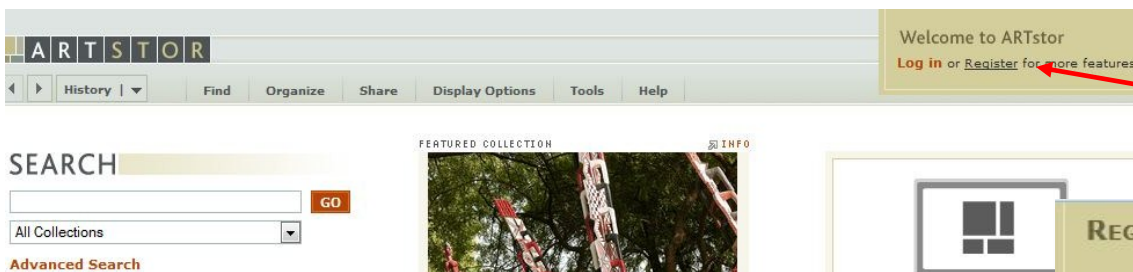 ARTSTOR
Welcome to ARTstor
Log in or Register for more features
History | Find Organize Share Display Options Tools Help
FEATURED COLLECTION INFO
SEARCH
GO
All Collections
Advanced Search